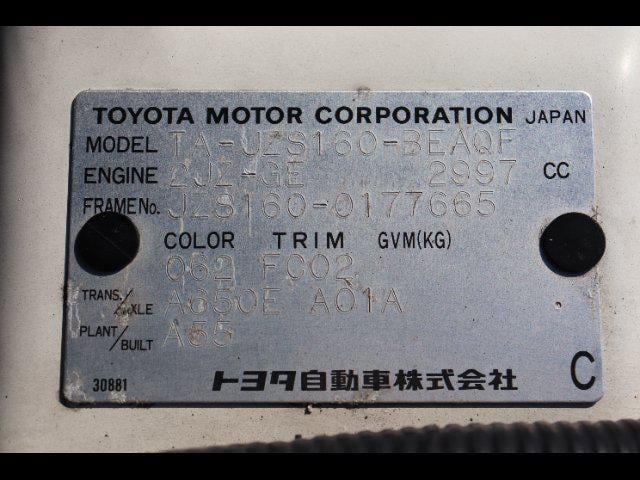 TOYOTA MOTOR CORPORATION JAPAN
MODEL TA-JZS160-BEAQF
ENGINE 2JZ-GE 2997 CC
FRAME No. JZS160-0177665
COLOR TRIM GVM(KG)
062 FC02
TRANS./AXLE A650E A01A
PLANT/BUILT A55
30881 トヨタ自動車株式会社 C